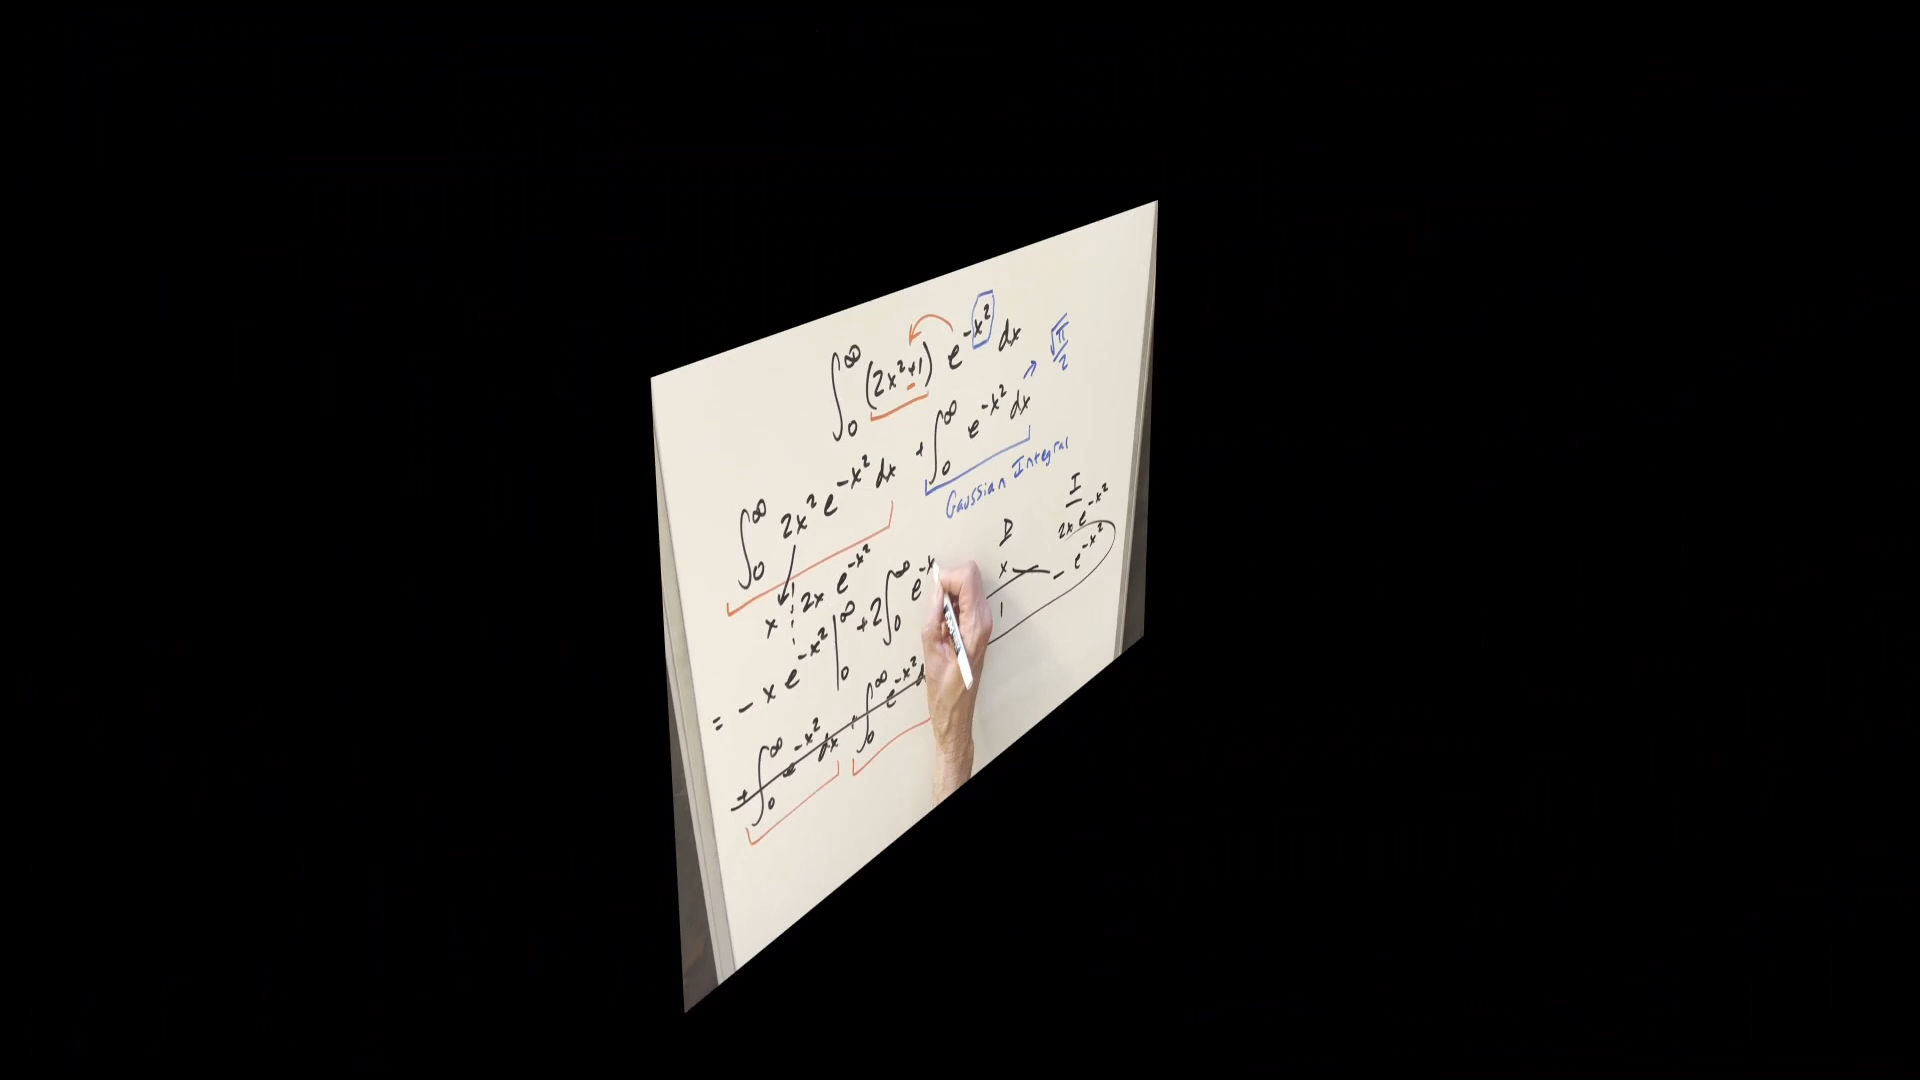 ∫₀^∞ (2x²+1) e^-x² dx
∫₀^∞ 2x² e^-x² dx + ∫₀^∞ e^-x² dx ↗ √π/2
Gaussian Integral
x 2x e^-x²
D I
x 2x e^-x²
1 - e^-x²
= - x e^-x² |₀^∞ + 2 ∫₀^∞ e^-x
+ ∫₀^∞ e^-x² dx + ∫₀^∞ e^-x² d